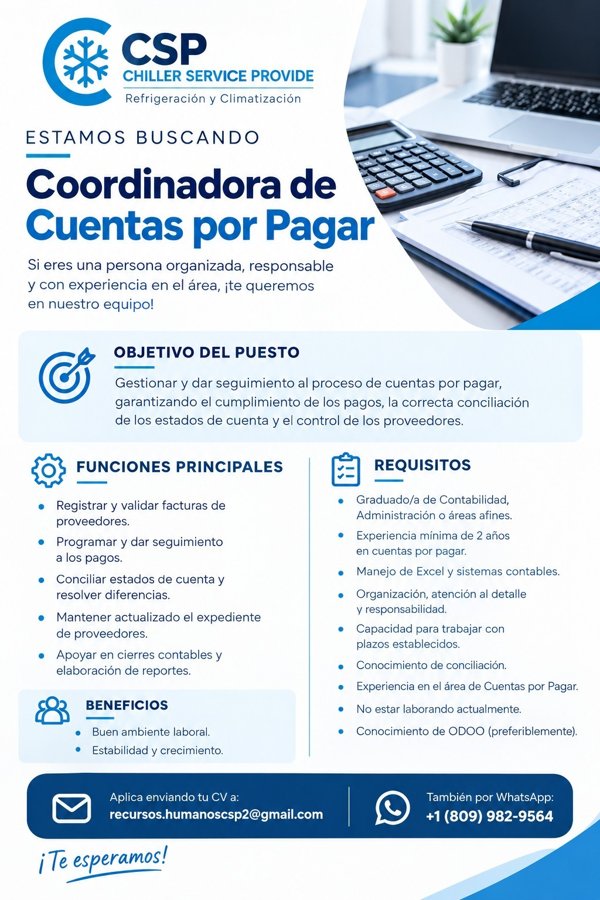 CSP
CHILLER SERVICE PROVIDE
Refrigeración y Climatización
ESTAMOS BUSCANDO
Coordinadora de
Cuentas por Pagar
Si eres una persona organizada, responsable
y con experiencia en el área, ¡te queremos
en nuestro equipo!
OBJETIVO DEL PUESTO
Gestionar y dar seguimiento al proceso de cuentas por pagar,
garantizando el cumplimiento de los pagos, la correcta conciliación
de los estados de cuenta y el control de los proveedores.
FUNCIONES PRINCIPALES
• Registrar y validar facturas de
proveedores.
• Programar y dar seguimiento
a los pagos.
• Conciliar estados de cuenta y
resolver diferencias.
• Mantener actualizado el expediente
de proveedores.
• Apoyar en cierres contables y
elaboración de reportes.
BENEFICIOS
• Buen ambiente laboral.
• Estabilidad y crecimiento.
REQUISITOS
• Graduado/a de Contabilidad,
Administración o áreas afines.
• Experiencia mínima de 2 años
en cuentas por pagar.
• Manejo de Excel y sistemas contables.
• Organización, atención al detalle
y responsabilidad.
• Capacidad para trabajar con
plazos establecidos.
• Conocimiento de conciliación.
• Experiencia en el área de Cuentas por Pagar.
• No estar laborando actualmente.
• Conocimiento de ODOO (preferiblemente).
Aplica enviando tu CV a:
recursos.humanoscsp2@gmail.com
También por WhatsApp:
+1 (809) 982-9564
¡Te esperamos!